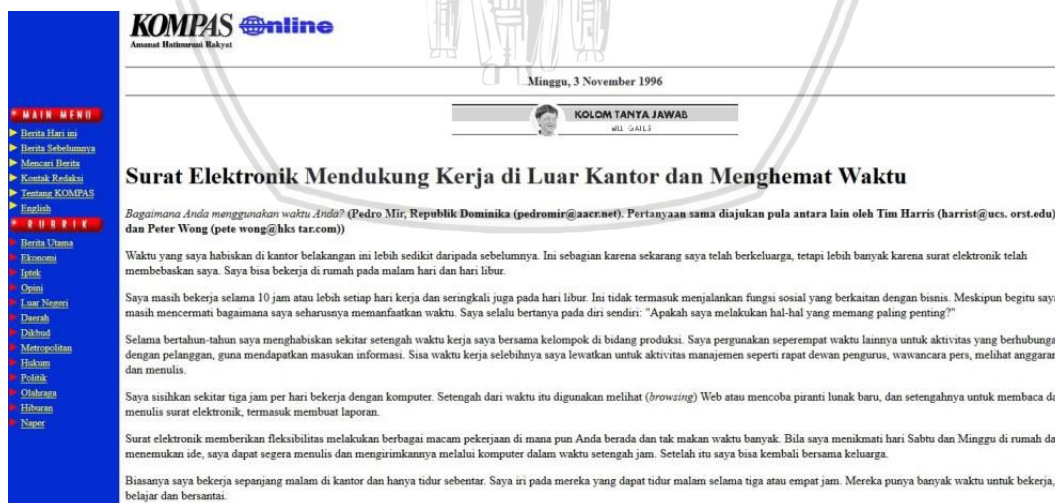 KOMPAS Online
Amanat Hatinurani Rakyat
Minggu, 3 November 1996
KOLOM TANYA JAWAB
MAIN MENU
Berita Hari ini
Berita Sebelumnya
Mencari Berita
Kontak Redaksi
Tentang KOMPAS
English
RUBRIK
Berita Utama
Ekonomi
Iptek
Opini
Luar Negeri
Daerah
Dikbud
Metropolitan
Hukum
Politik
Olahraga
Hiburan
Naper
Surat Elektronik Mendukung Kerja di Luar Kantor dan Menghemat Waktu
Bagaimana Anda menggunakan waktu Anda? (Pedro Mir, Republik Dominika (pedromir@aacr.net). Pertanyaan sama diajukan pula antara lain oleh Tim Harris (harrist@ucs. orst.edu)
dan Peter Wong (pete wong@hks tar.com))
Waktu yang saya habiskan di kantor belakangan ini lebih sedikit daripada sebelumnya. Ini sebagian karena sekarang saya telah berkeluarga, tetapi lebih banyak karena surat elektronik telah
membebaskan saya. Saya bisa bekerja di rumah pada malam hari dan hari libur.
Saya masih bekerja selama 10 jam atau lebih setiap hari kerja dan seringkali juga pada hari libur. Ini tidak termasuk menjalankan fungsi sosial yang berkaitan dengan bisnis. Meskipun begitu say
masih mencermati bagaimana saya seharusnya memanfaatkan waktu. Saya selalu bertanya pada diri sendiri: "Apakah saya melakukan hal-hal yang memang paling penting?"
Selama bertahun-tahun saya menghabiskan sekitar setengah waktu kerja saya bersama kelompok di bidang produksi. Saya pergunakan seperempat waktu lainnya untuk aktivitas yang berhubunga
dengan pelanggan, guna mendapatkan masukan informasi. Sisa waktu kerja selebihnya saya lewatkan untuk aktivitas manajemen seperti rapat dewan pengurus, wawancara pers, melihat anggaran
dan menulis.
Saya sisihkan sekitar tiga jam per hari bekerja dengan komputer. Setengah dari waktu itu digunakan melihat (browsing) Web atau mencoba piranti lunak baru, dan setengahnya untuk membaca da
menulis surat elektronik, termasuk membuat laporan.
Surat elektronik memberikan fleksibilitas melakukan berbagai macam pekerjaan di mana pun Anda berada dan tak makan waktu banyak. Bila saya menikmati hari Sabtu dan Minggu di rumah da
menemukan ide, saya dapat segera menulis dan mengirimkannya melalui komputer dalam waktu setengah jam. Setelah itu saya bisa kembali bersama keluarga.
Biasanya saya bekerja sepanjang malam di kantor dan hanya tidur sebentar. Saya iri pada mereka yang dapat tidur malam selama tiga atau empat jam. Mereka punya banyak waktu untuk bekerja,
belajar dan bersantai.